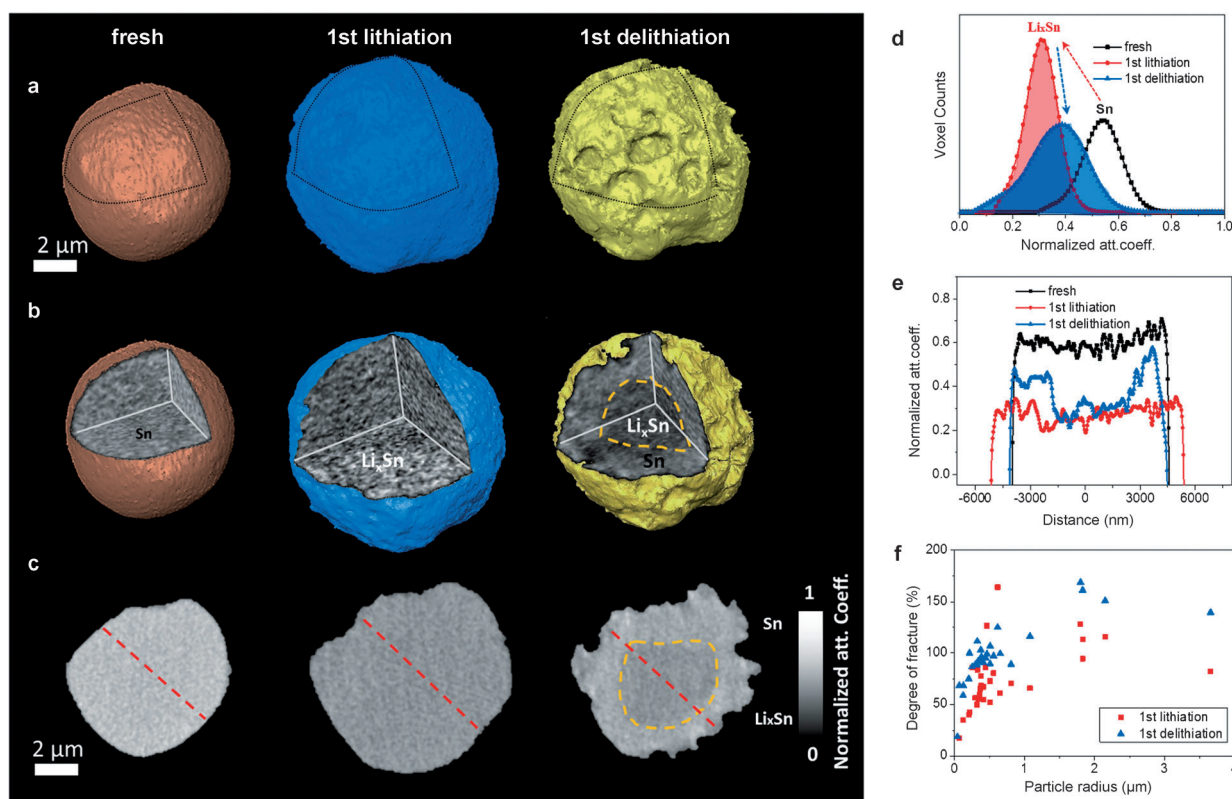 fresh 1st lithiation 1st delithiation
a
2 μm
b
Sn
LixSn
LixSn
Sn
c
2 μm
1
Sn
LixSn
0
Normalized att. Coeff.
d
LixSn
Sn
fresh
1st lithiation
1st delithiation
Voxel Counts
0.0 0.2 0.4 0.6 0.8 1.0
Normalized att.coeff.
e
fresh
1st lithiation
1st delithiation
0.8
0.6
0.4
0.2
0.0
Normalized att.coeff.
-6000 -3000 0 3000 6000
Distance (nm)
f
200
150
100
50
0
Degree of fracture (%)
1st lithiation
1st delithiation
0 1 2 3 4
Particle radius (μm)